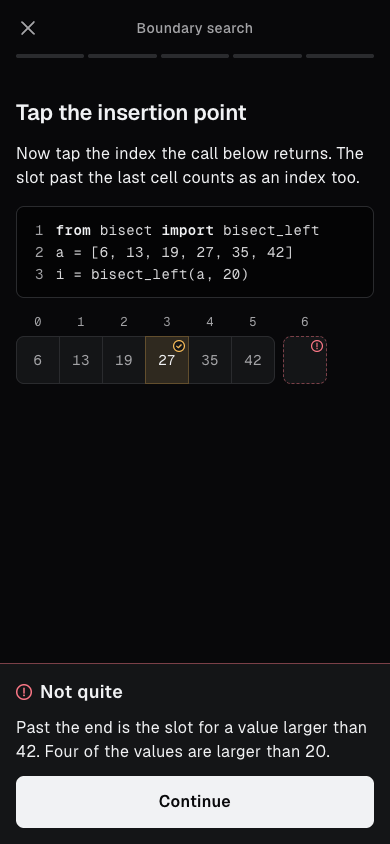 Boundary search
Tap the insertion point
Now tap the index the call below returns. The
slot past the last cell counts as an index too.
1 from bisect import bisect_left
2 a = [6, 13, 19, 27, 35, 42]
3 i = bisect_left(a, 20)
0 1 2 3 4 5 6
6 13 19 27 35 42
Not quite
Past the end is the slot for a value larger than
42. Four of the values are larger than 20.
Continue